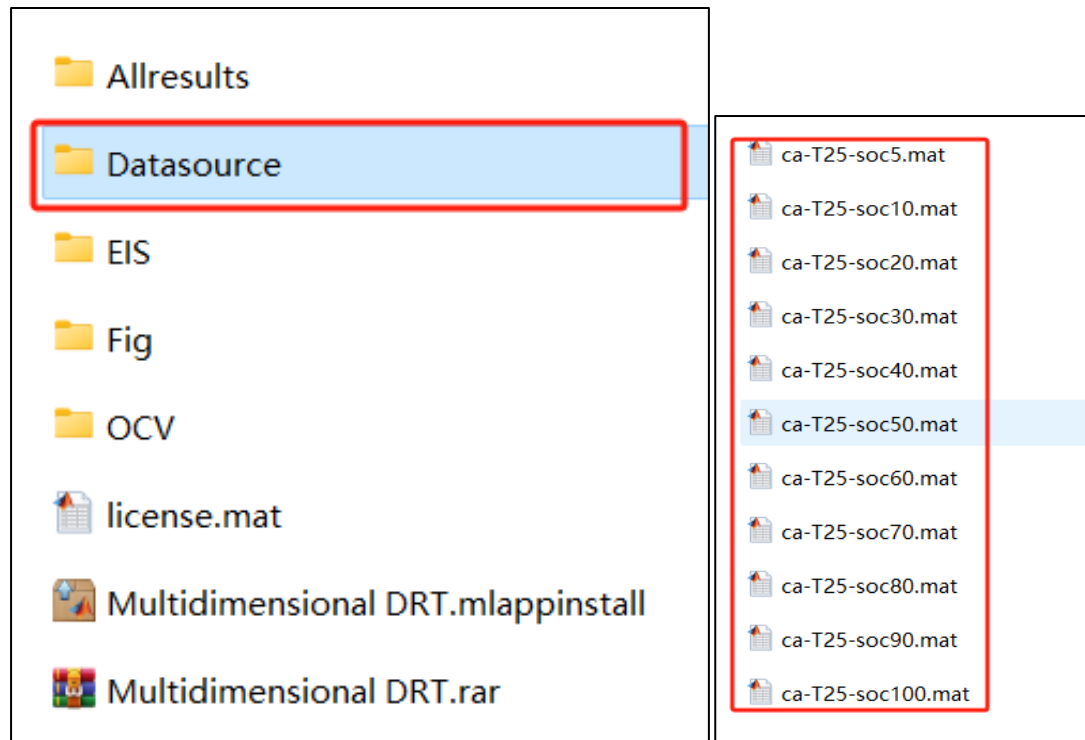 Allresults
Datasource
EIS
Fig
OCV
license.mat
Multidimensional DRT.mlappinstall
Multidimensional DRT.rar
ca-T25-soc5.mat
ca-T25-soc10.mat
ca-T25-soc20.mat
ca-T25-soc30.mat
ca-T25-soc40.mat
ca-T25-soc50.mat
ca-T25-soc60.mat
ca-T25-soc70.mat
ca-T25-soc80.mat
ca-T25-soc90.mat
ca-T25-soc100.mat